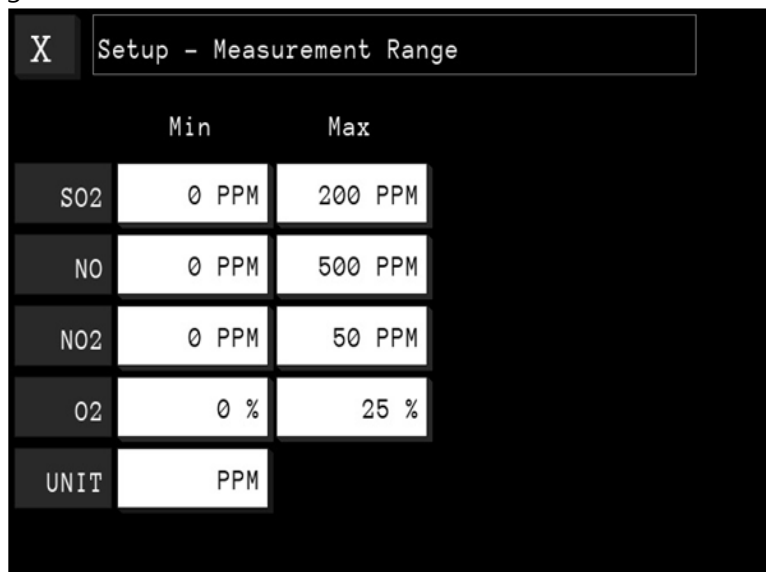 X Setup – Measurement Range
Min Max
SO2 0 PPM 200 PPM
NO 0 PPM 500 PPM
NO2 0 PPM 50 PPM
O2 0 % 25 %
UNIT PPM